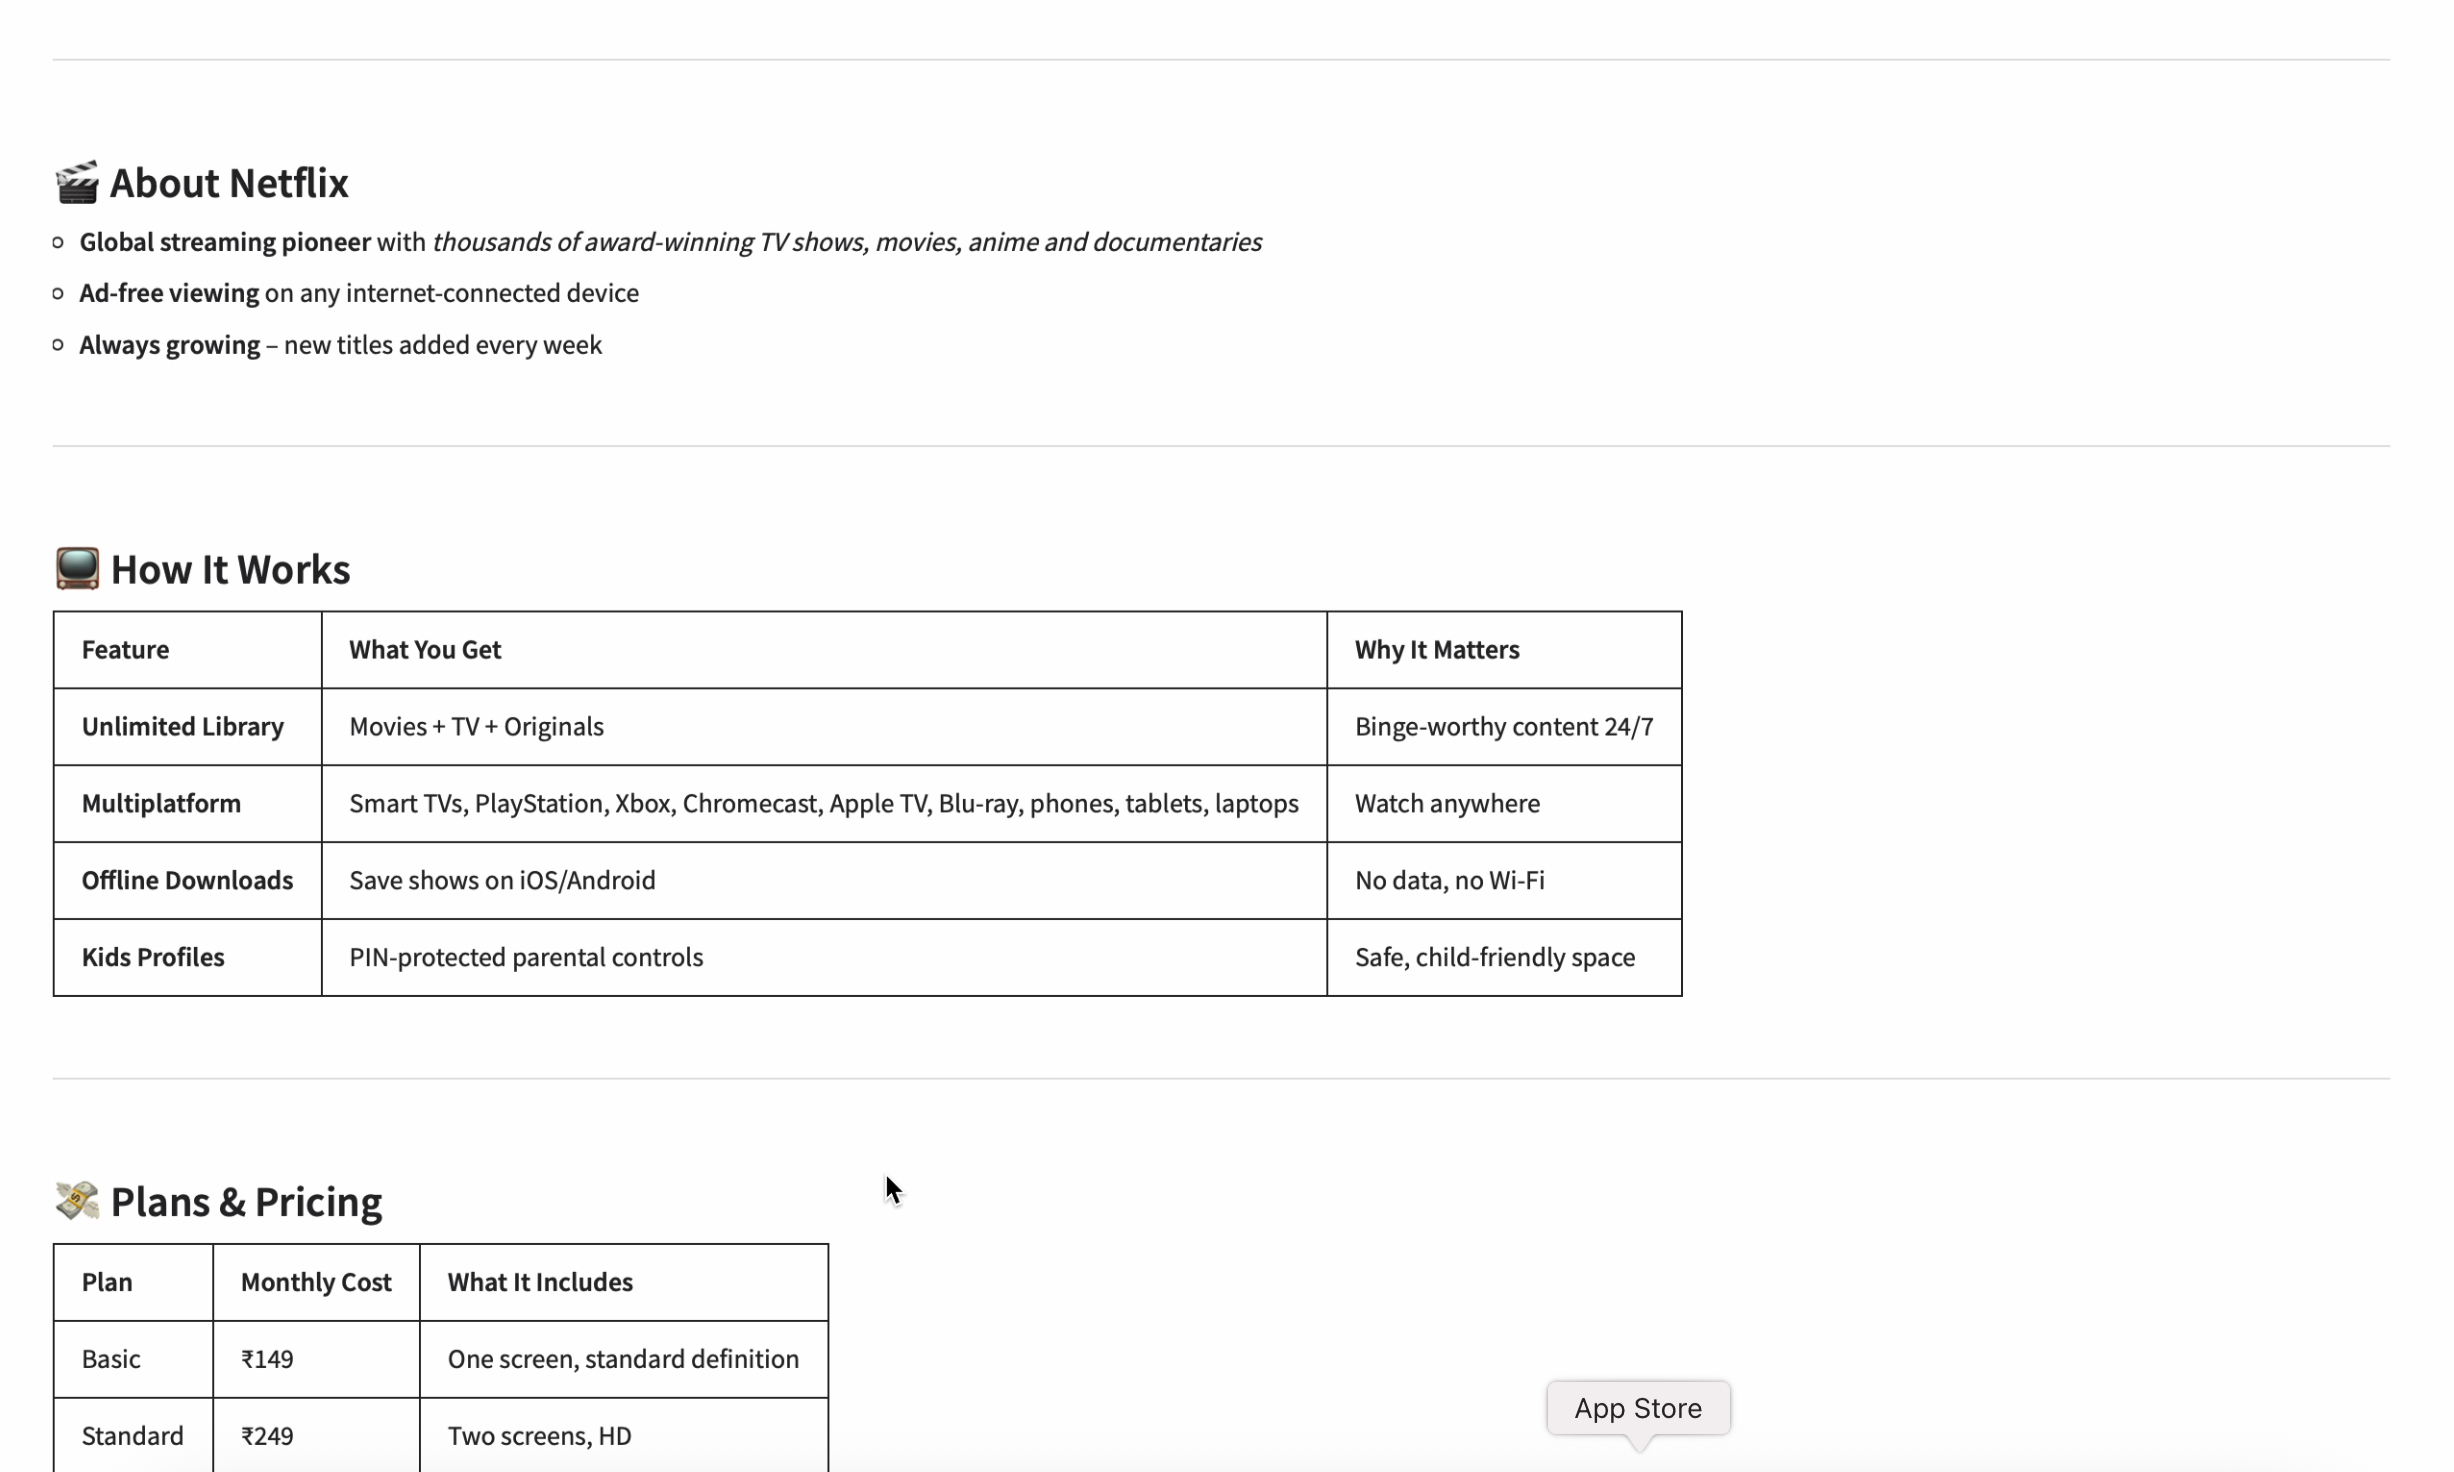 🎬 About Netflix
Global streaming pioneer with thousands of award-winning TV shows, movies, anime and documentaries
Ad-free viewing on any internet-connected device
Always growing – new titles added every week
📺 How It Works
Feature What You Get Why It Matters
Unlimited Library Movies + TV + Originals Binge-worthy content 24/7
Multiplatform Smart TVs, PlayStation, Xbox, Chromecast, Apple TV, Blu-ray, phones, tablets, laptops Watch anywhere
Offline Downloads Save shows on iOS/Android No data, no Wi-Fi
Kids Profiles PIN-protected parental controls Safe, child-friendly space
💸 Plans & Pricing
Plan Monthly Cost What It Includes
Basic ₹149 One screen, standard definition
Standard ₹249 Two screens, HD
App Store